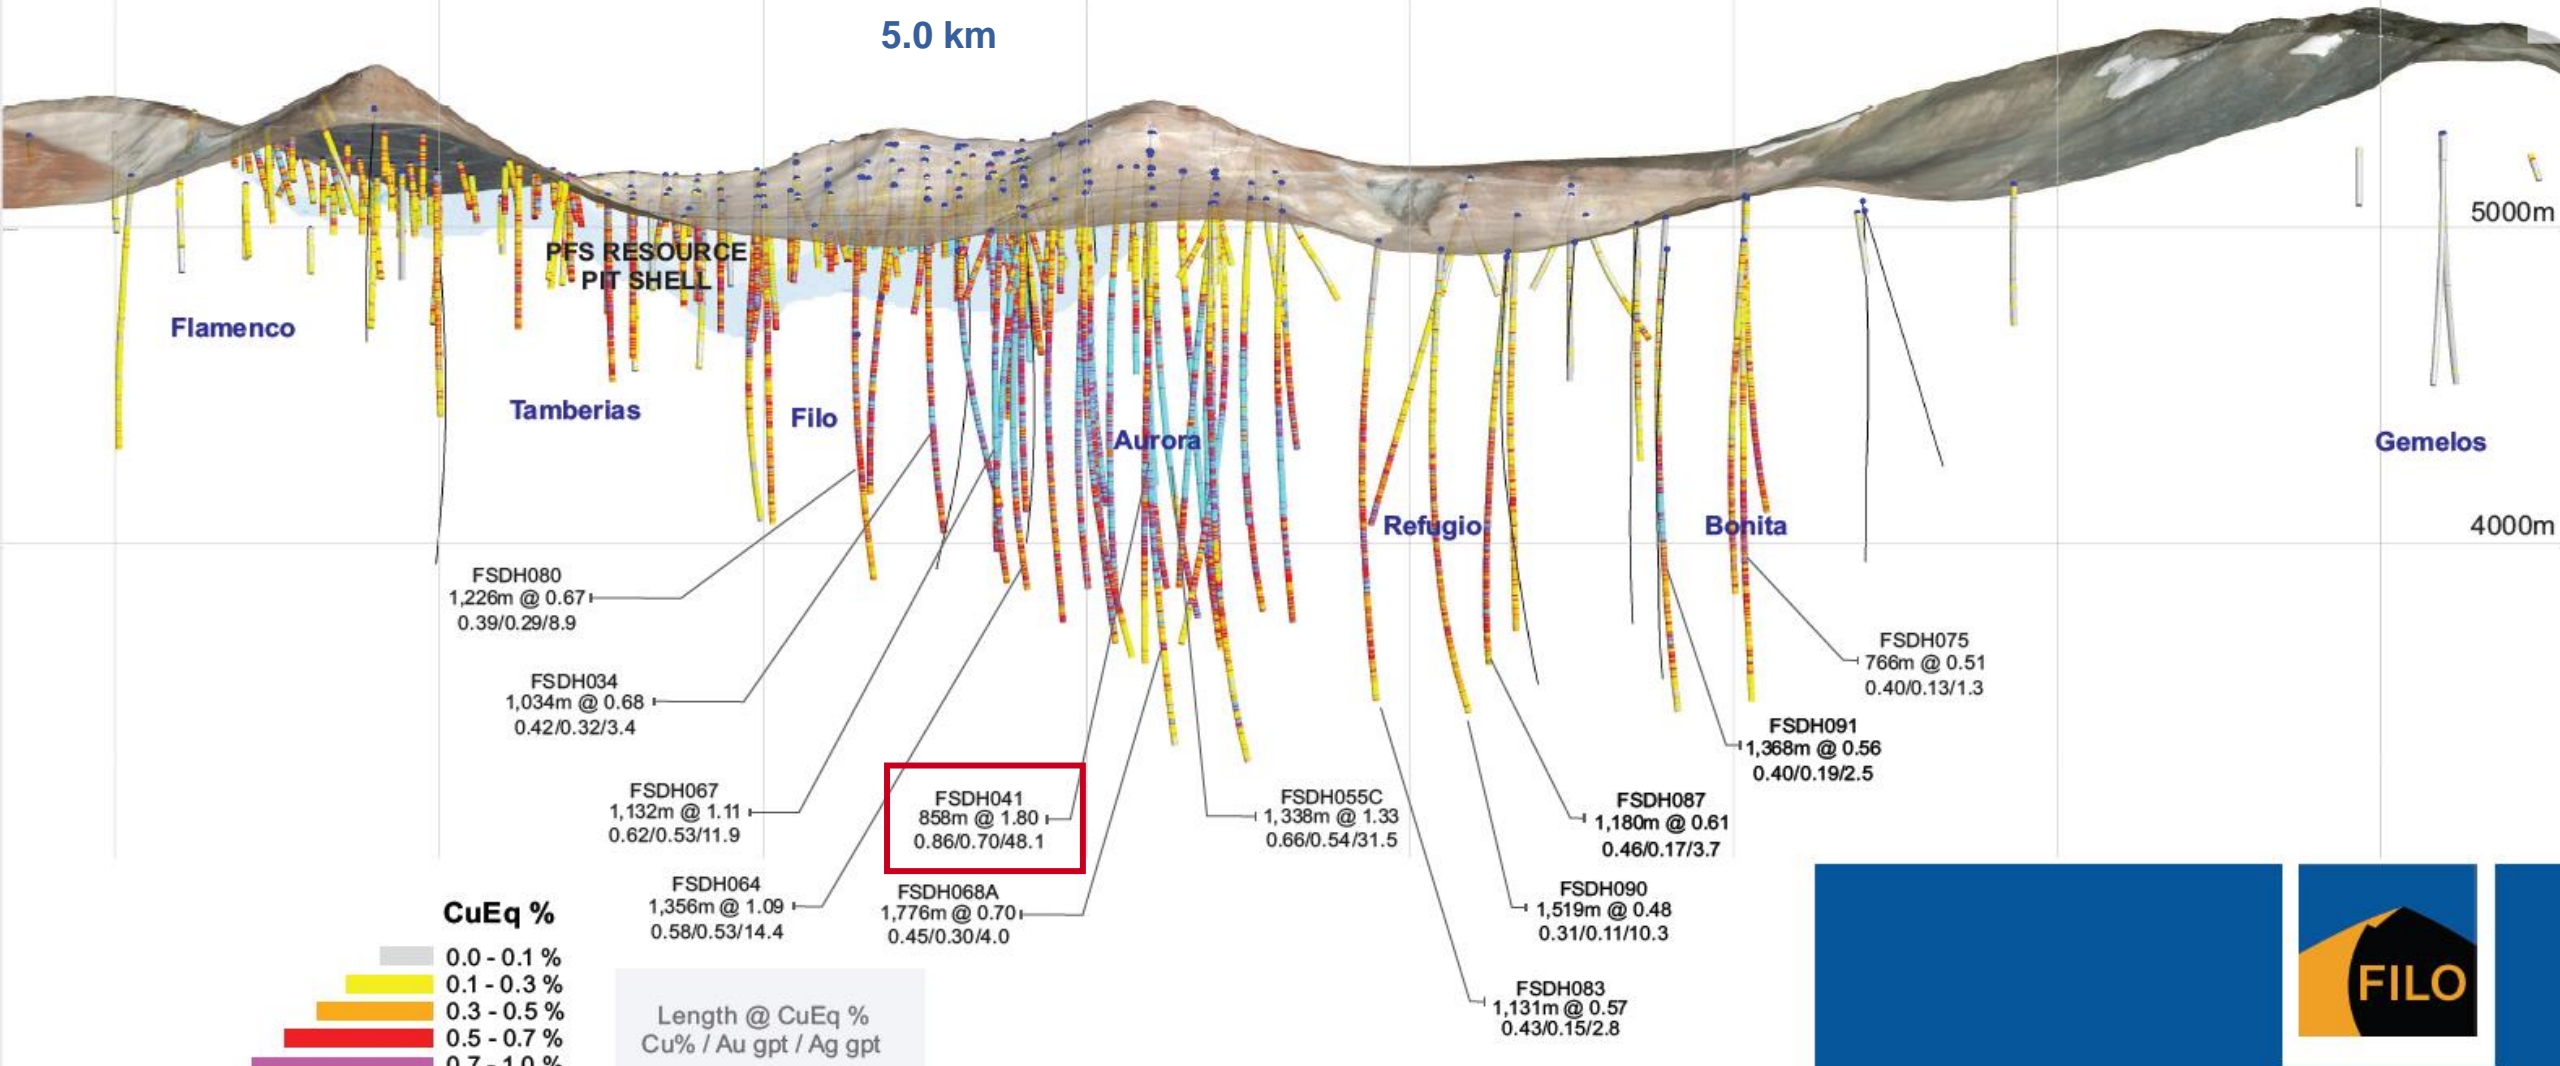 5.0 km
5000m
PFS RESOURCE
PIT SHELL
Flamenco
Tamberias
Filo
Aurora
Gemelos
Refugio
Bonita
4000m
FSDH080
1,226m @ 0.67
0.39/0.29/8.9
FSDH034
1,034m @ 0.68
0.42/0.32/3.4
FSDH067
1,132m @ 1.11
0.62/0.53/11.9
FSDH064
1,356m @ 1.09
0.58/0.53/14.4
FSDH041
858m @ 1.80
0.86/0.70/48.1
FSDH068A
1,776m @ 0.70
0.45/0.30/4.0
FSDH055C
1,338m @ 1.33
0.66/0.54/31.5
FSDH075
766m @ 0.51
0.40/0.13/1.3
FSDH091
1,368m @ 0.56
0.40/0.19/2.5
FSDH087
1,180m @ 0.61
0.46/0.17/3.7
FSDH090
1,519m @ 0.48
0.31/0.11/10.3
FSDH083
1,131m @ 0.57
0.43/0.15/2.8
CuEq %
0.0 - 0.1 %
0.1 - 0.3 %
0.3 - 0.5 %
0.5 - 0.7 %
0.7 - 1.0 %
Length @ CuEq %
Cu% / Au gpt / Ag gpt
FILO